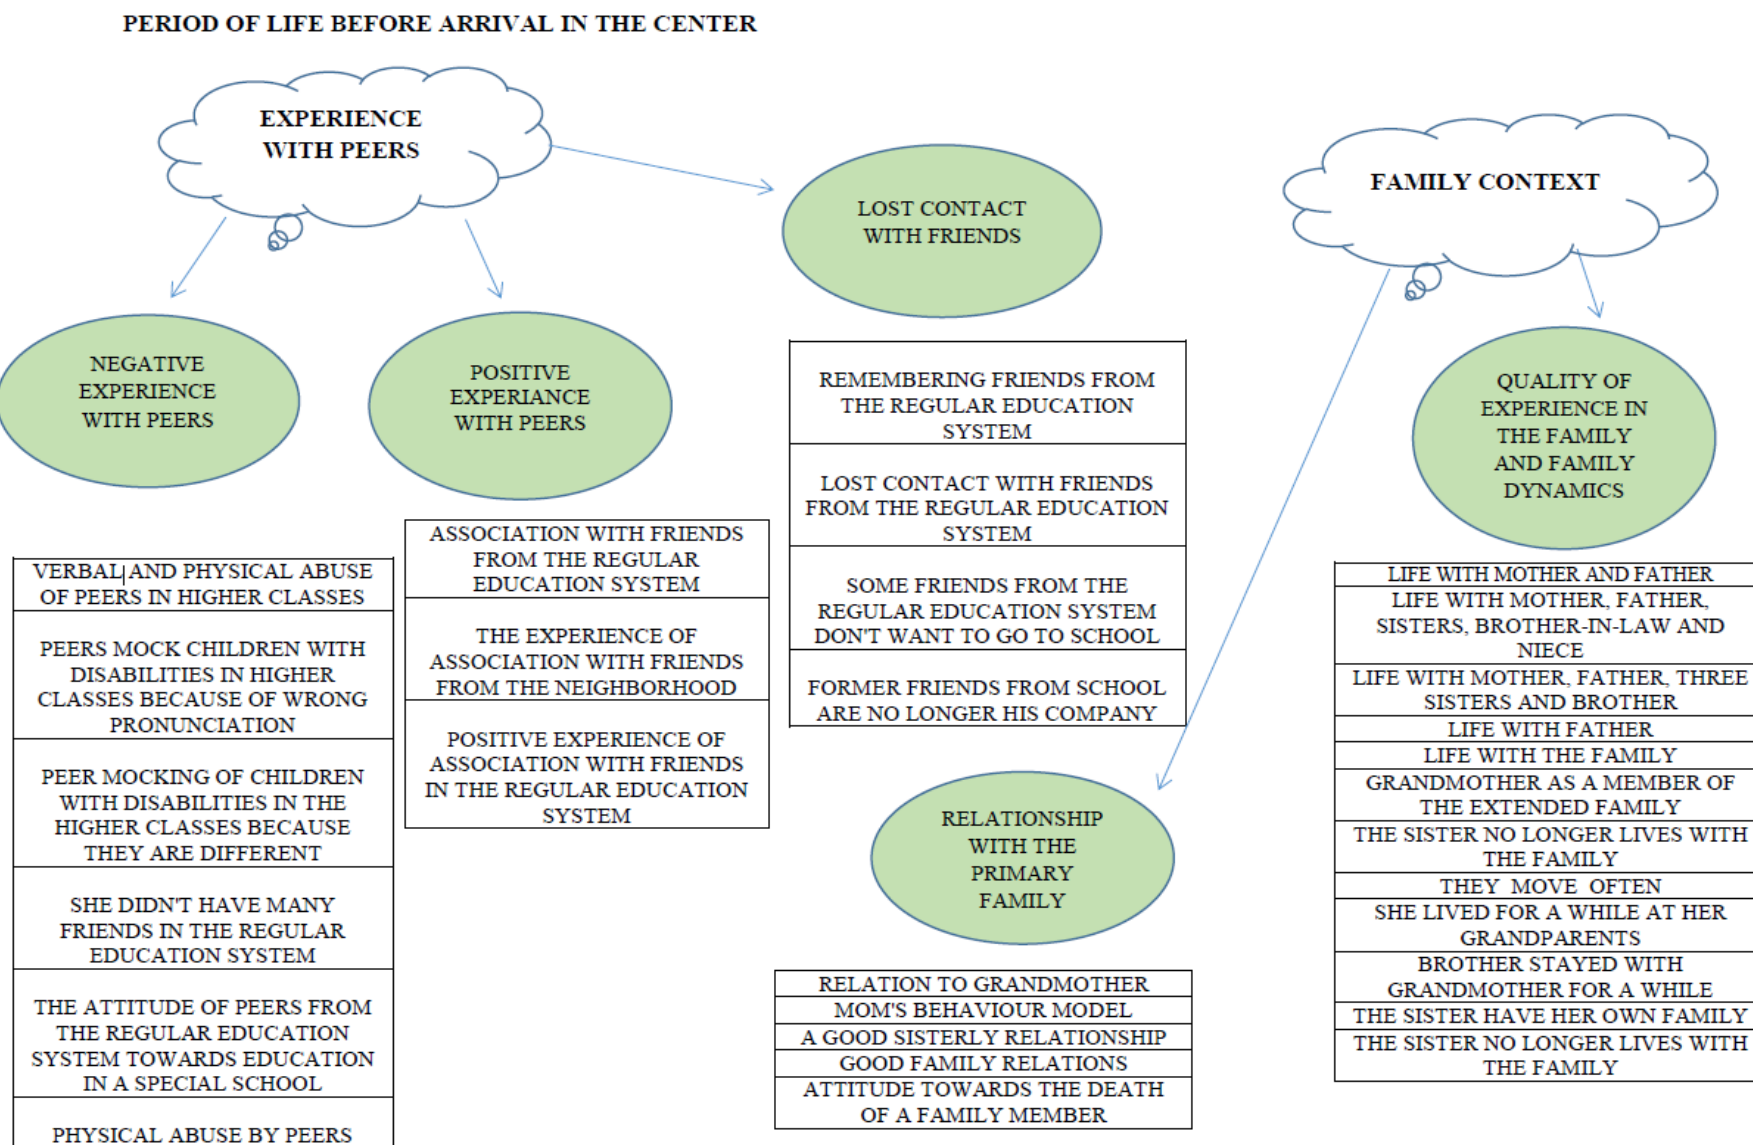 PERIOD OF LIFE BEFORE ARRIVAL IN THE CENTER
EXPERIENCE
WITH PEERS
FAMILY CONTEXT
LOST CONTACT
WITH FRIENDS
NEGATIVE
EXPERIENCE
WITH PEERS
POSITIVE
EXPERIANCE
WITH PEERS
QUALITY OF
EXPERIENCE IN
THE FAMILY
AND FAMILY
DYNAMICS
VERBAL AND PHYSICAL ABUSE
OF PEERS IN HIGHER CLASSES
PEERS MOCK CHILDREN WITH
DISABILITIES IN HIGHER
CLASSES BECAUSE OF WRONG
PRONUNCIATION
PEER MOCKING OF CHILDREN
WITH DISABILITIES IN THE
HIGHER CLASSES BECAUSE
THEY ARE DIFFERENT
SHE DIDN'T HAVE MANY
FRIENDS IN THE REGULAR
EDUCATION SYSTEM
THE ATTITUDE OF PEERS FROM
THE REGULAR EDUCATION
SYSTEM TOWARDS EDUCATION
IN A SPECIAL SCHOOL
PHYSICAL ABUSE BY PEERS
ASSOCIATION WITH FRIENDS
FROM THE REGULAR
EDUCATION SYSTEM
THE EXPERIENCE OF
ASSOCIATION WITH FRIENDS
FROM THE NEIGHBORHOOD
POSITIVE EXPERIENCE OF
ASSOCIATION WITH FRIENDS
IN THE REGULAR EDUCATION
SYSTEM
REMEMBERING FRIENDS FROM
THE REGULAR EDUCATION
SYSTEM
LOST CONTACT WITH FRIENDS
FROM THE REGULAR EDUCATION
SYSTEM
SOME FRIENDS FROM THE
REGULAR EDUCATION SYSTEM
DON'T WANT TO GO TO SCHOOL
FORMER FRIENDS FROM SCHOOL
ARE NO LONGER HIS COMPANY
RELATIONSHIP
WITH THE
PRIMARY
FAMILY
RELATION TO GRANDMOTHER
MOM'S BEHAVIOUR MODEL
A GOOD SISTERLY RELATIONSHIP
GOOD FAMILY RELATIONS
ATTITUDE TOWARDS THE DEATH
OF A FAMILY MEMBER
LIFE WITH MOTHER AND FATHER
LIFE WITH MOTHER, FATHER,
SISTERS, BROTHER-IN-LAW AND
NIECE
LIFE WITH MOTHER, FATHER, THREE
SISTERS AND BROTHER
LIFE WITH FATHER
LIFE WITH THE FAMILY
GRANDMOTHER AS A MEMBER OF
THE EXTENDED FAMILY
THE SISTER NO LONGER LIVES WITH
THE FAMILY
THEY MOVE OFTEN
SHE LIVED FOR A WHILE AT HER
GRANDPARENTS
BROTHER STAYED WITH
GRANDMOTHER FOR A WHILE
THE SISTER HAVE HER OWN FAMILY
THE SISTER NO LONGER LIVES WITH
THE FAMILY